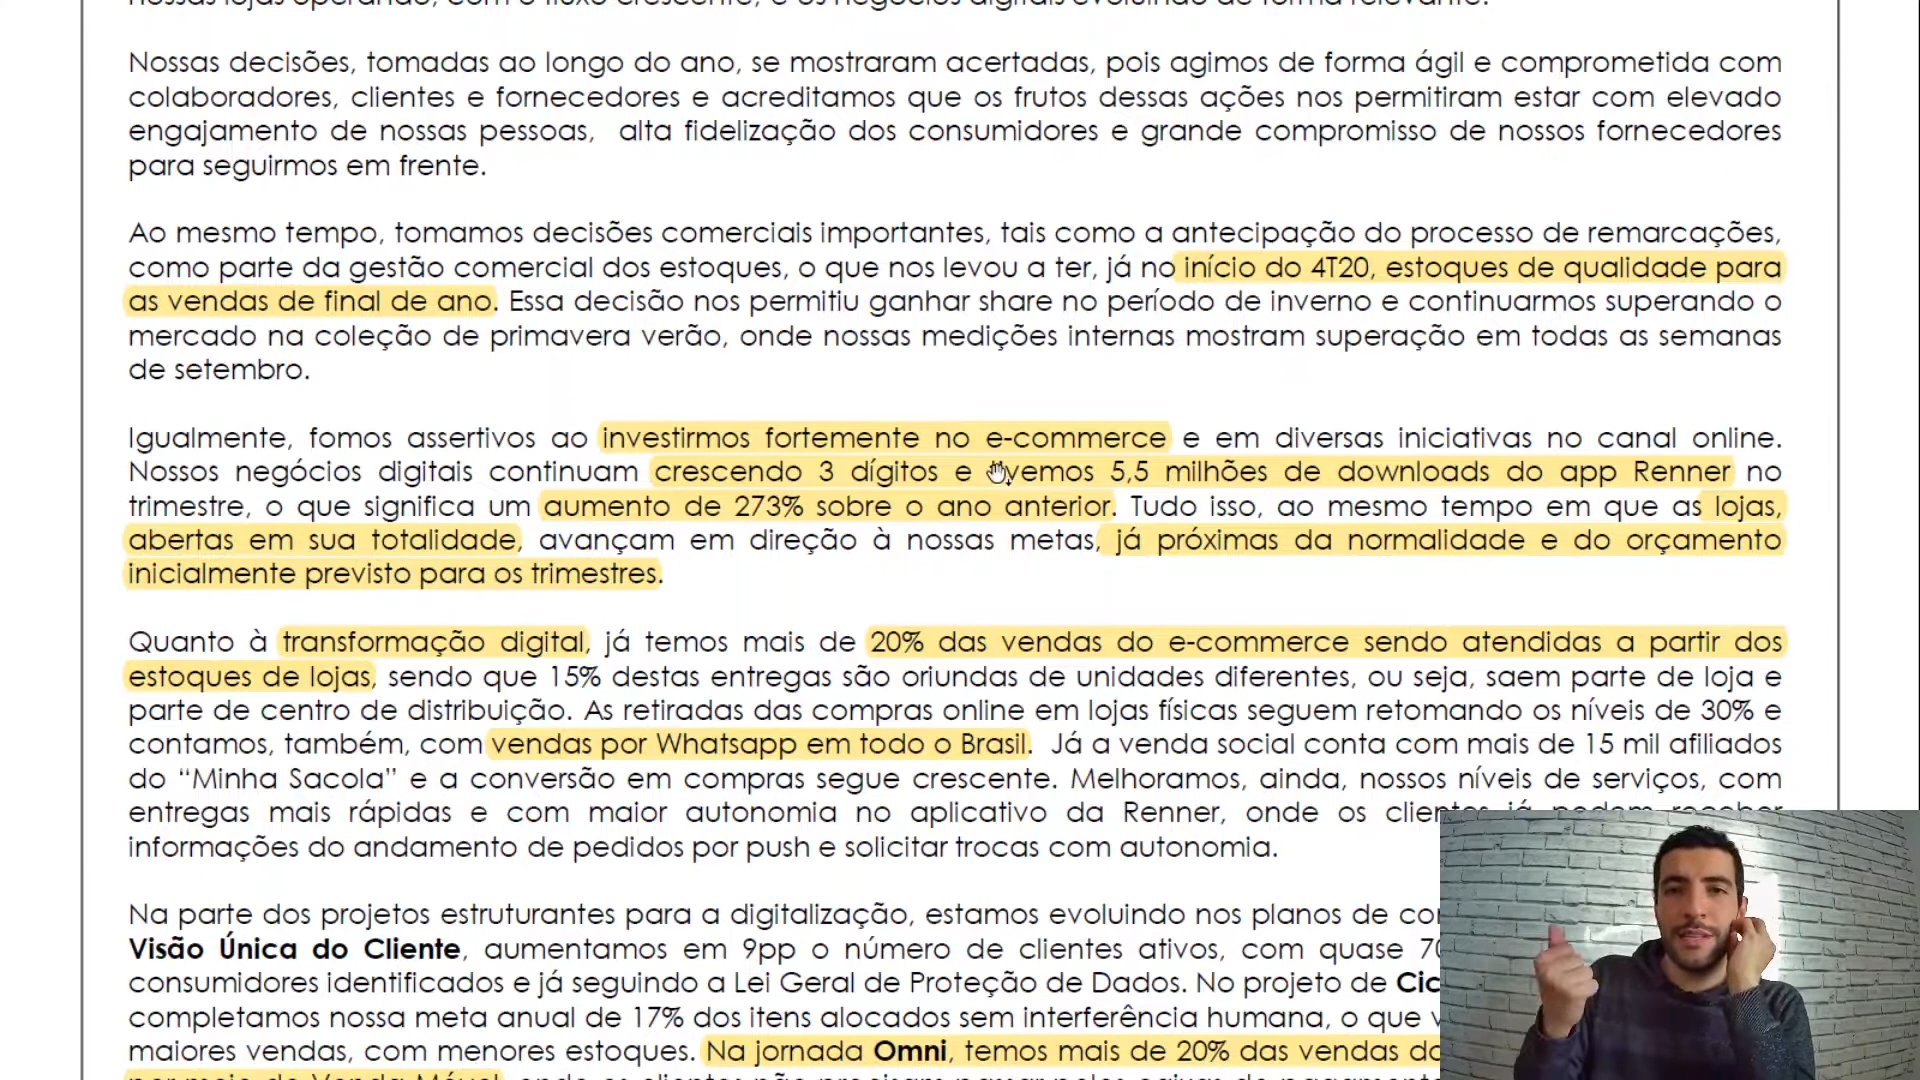 nossas lojas operando, com o fluxo crescente, e os negócios digitais evoluindo de forma relevante.
Nossas decisões, tomadas ao longo do ano, se mostraram acertadas, pois agimos de forma ágil e comprometida com
colaboradores, clientes e fornecedores e acreditamos que os frutos dessas ações nos permitiram estar com elevado
engajamento de nossas pessoas, alta fidelização dos consumidores e grande compromisso de nossos fornecedores
para seguirmos em frente.
Ao mesmo tempo, tomamos decisões comerciais importantes, tais como a antecipação do processo de remarcações,
como parte da gestão comercial dos estoques, o que nos levou a ter, já no início do 4T20, estoques de qualidade para
as vendas de final de ano. Essa decisão nos permitiu ganhar share no período de inverno e continuarmos superando o
mercado na coleção de primavera verão, onde nossas medições internas mostram superação em todas as semanas
de setembro.
Igualmente, fomos assertivos ao investirmos fortemente no e-commerce e em diversas iniciativas no canal online.
Nossos negócios digitais continuam crescendo 3 dígitos e tivemos 5,5 milhões de downloads do app Renner no
trimestre, o que significa um aumento de 273% sobre o ano anterior. Tudo isso, ao mesmo tempo em que as lojas,
abertas em sua totalidade, avançam em direção à nossas metas, já próximas da normalidade e do orçamento
inicialmente previsto para os trimestres.
Quanto à transformação digital, já temos mais de 20% das vendas do e-commerce sendo atendidas a partir dos
estoques de lojas, sendo que 15% destas entregas são oriundas de unidades diferentes, ou seja, saem parte de loja e
parte de centro de distribuição. As retiradas das compras online em lojas físicas seguem retomando os níveis de 30% e
contamos, também, com vendas por Whatsapp em todo o Brasil. Já a venda social conta com mais de 15 mil afiliados
do “Minha Sacola” e a conversão em compras segue crescente. Melhoramos, ainda, nossos níveis de serviços, com
entregas mais rápidas e com maior autonomia no aplicativo da Renner, onde os clientes já podem receber
informações do andamento de pedidos por push e solicitar trocas com autonomia.
Na parte dos projetos estruturantes para a digitalização, estamos evoluindo nos planos de
Visão Única do Cliente, aumentamos em 9pp o número de clientes ativos, com quase
consumidores identificados e já seguindo a Lei Geral de Proteção de Dados. No projeto de
completamos nossa meta anual de 17% dos itens alocados sem interferência humana, o que
maiores vendas, com menores estoques. Na jornada Omni, temos mais de 20% das vendas